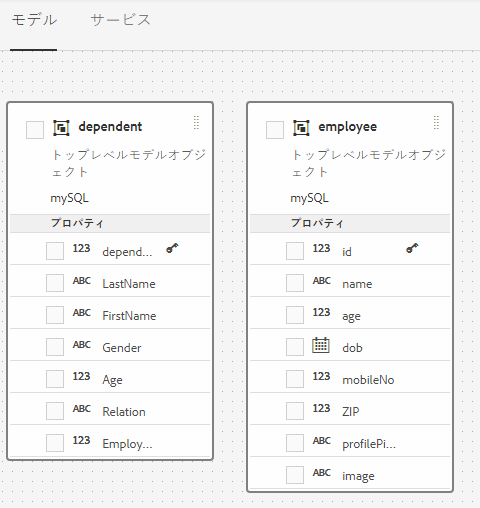 モデル サービス
dependent
トップレベルモデルオブジ
ェクト
mySQL
プロパティ
123 depend...
ABC LastName
ABC FirstName
ABC Gender
123 Age
ABC Relation
123 Employ...
employee
トップレベルモデルオブジ
ェクト
mySQL
プロパティ
123 id
ABC name
123 age
dob
123 mobileNo
123 ZIP
ABC profilePi...
ABC image